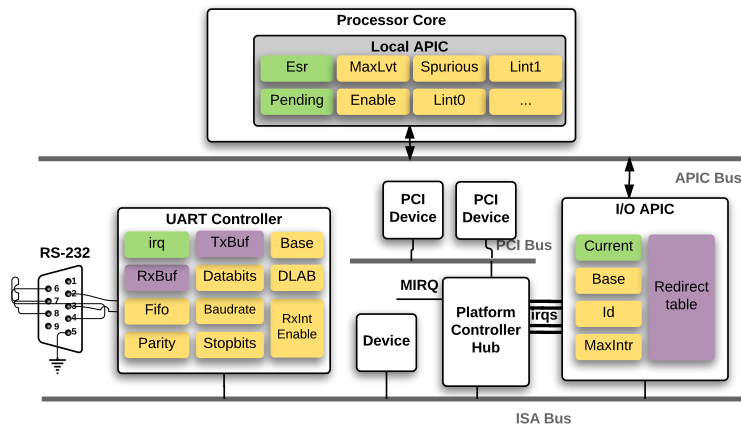 Processor Core
Local APIC
Esr MaxLvt Spurious Lint1
Pending Enable Lint0 ...
APIC Bus
PCI Device
PCI Device
PCI Bus
I/O APIC
Current
Base
Id
MaxIntr
Redirect table
UART Controller
irq TxBuf Base
RxBuf Databits DLAB
Fifo Baudrate RxInt Enable
Parity Stopbits
RS-232
1
6
2
7
3
8
4
9
5
MIRQ
Platform Controller Hub
irqs
Device
ISA Bus